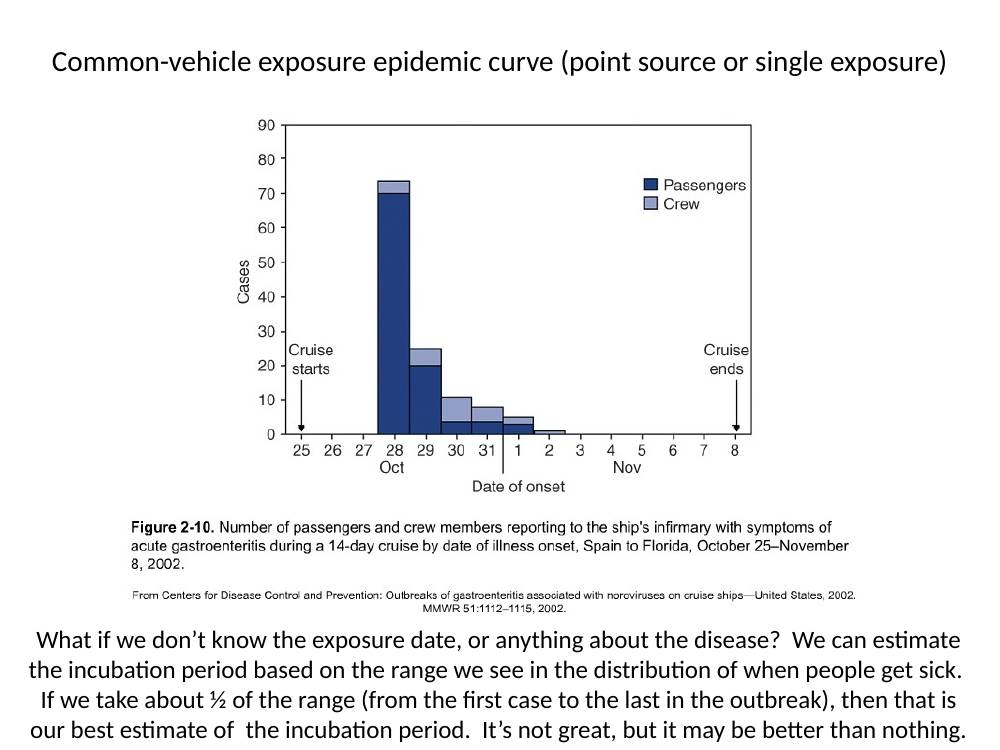 Common-vehicle exposure epidemic curve (point source or single exposure)
90
80
70
60
50
40
30
20
10
0
Cases
Passengers
Crew
Cruise
starts
Cruise
ends
25 26 27 28 29 30 31 1 2 3 4 5 6 7 8
Oct Nov
Date of onset
Figure 2-10. Number of passengers and crew members reporting to the ship's infirmary with symptoms of
acute gastroenteritis during a 14-day cruise by date of illness onset, Spain to Florida, October 25–November
8, 2002.
From Centers for Disease Control and Prevention: Outbreaks of gastroenteritis associated with noroviruses on cruise ships—United States, 2002.
MMWR 51:1112–1115, 2002.
What if we don’t know the exposure date, or anything about the disease? We can estimate
the incubation period based on the range we see in the distribution of when people get sick.
If we take about ½ of the range (from the first case to the last in the outbreak), then that is
our best estimate of the incubation period. It’s not great, but it may be better than nothing.